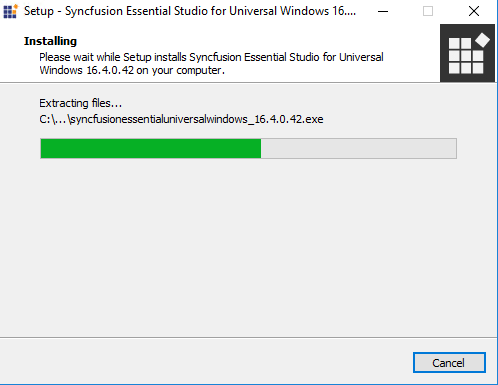 Setup - Syncfusion Essential Studio for Universal Windows 16....
Installing
Please wait while Setup installs Syncfusion Essential Studio for Universal
Windows 16.4.0.42 on your computer.
Extracting files...
C:\...\syncfusionessentialuniversalwindows_16.4.0.42.exe
Cancel